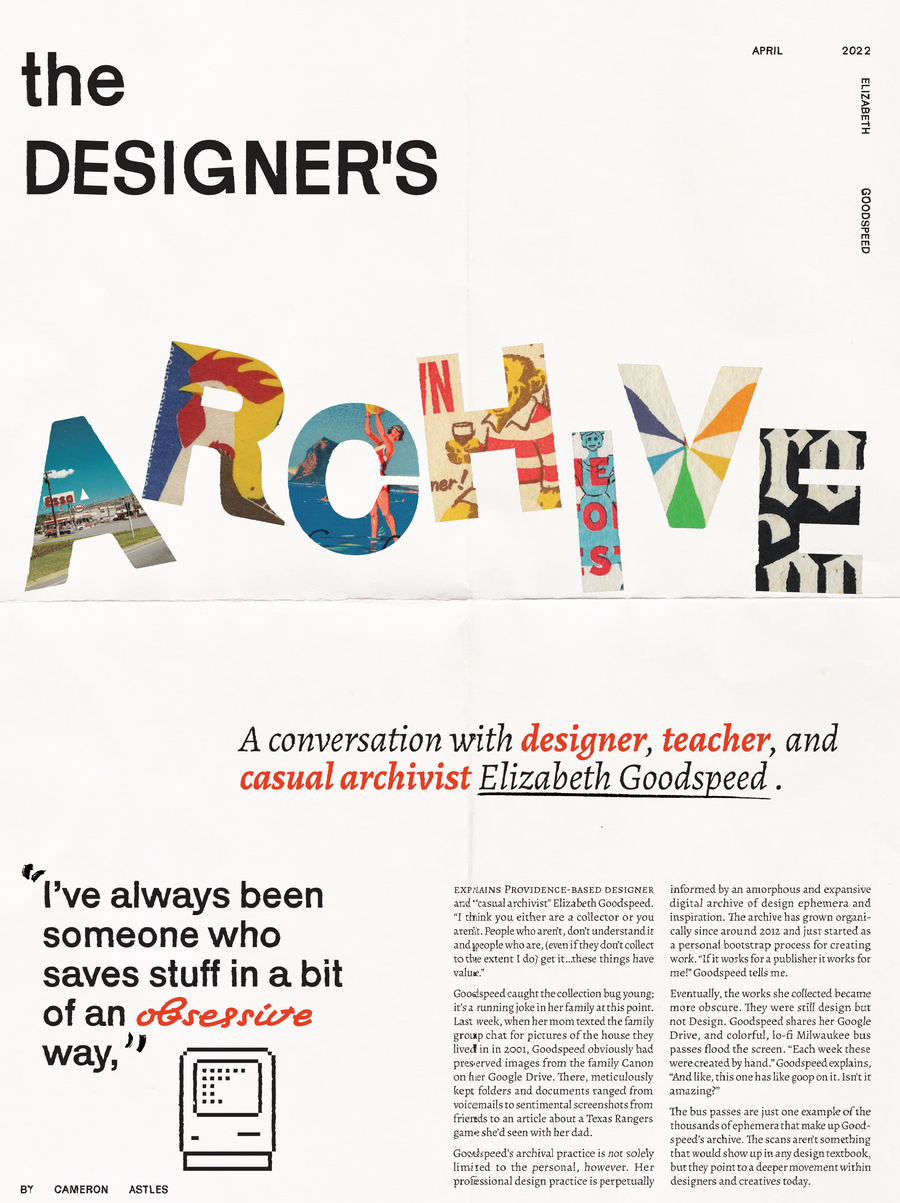 the
DESIGNER'S
APRIL 2022
ELIZABETH GOODSPEED
ARCHIVE
Esso
IN
ner!
A conversation with designer, teacher, and
casual archivist Elizabeth Goodspeed .
“I’ve always been
someone who
saves stuff in a bit
of an obsessive
way,”
EXPLAINS PROVIDENCE-BASED DESIGNER
and “casual archivist” Elizabeth Goodspeed.
“I think you either are a collector or you
aren’t. People who aren’t, don’t understand it
and people who are, (even if they don’t collect
to the extent I do) get it...these things have
value.”
Goodspeed caught the collection bug young;
it’s a running joke in her family at this point.
Last week, when her mom texted the family
group chat for pictures of the house they
lived in in 2001, Goodspeed obviously had
preserved images from the family Canon
on her Google Drive. There, meticulously
kept folders and documents ranged from
voicemails to sentimental screenshots from
friends to an article about a Texas Rangers
game she’d seen with her dad.
Goodspeed’s archival practice is not solely
limited to the personal, however. Her
professional design practice is perpetually
informed by an amorphous and expansive
digital archive of design ephemera and
inspiration. The archive has grown organi-
cally since around 2012 and just started as
a personal bootstrap process for creating
work. “If it works for a publisher it works for
me!” Goodspeed tells me.
Eventually, the works she collected became
more obscure. They were still design but
not Design. Goodspeed shares her Google
Drive, and colorful, lo-fi Milwaukee bus
passes flood the screen. “Each week these
were created by hand.” Goodspeed explains,
“And like, this one has like goop on it. Isn’t it
amazing?”
The bus passes are just one example of the
thousands of ephemera that make up Good-
speed’s archive. The scans aren’t something
that would show up in any design textbook,
but they point to a deeper movement within
designers and creatives today.
BY CAMERON ASTLES